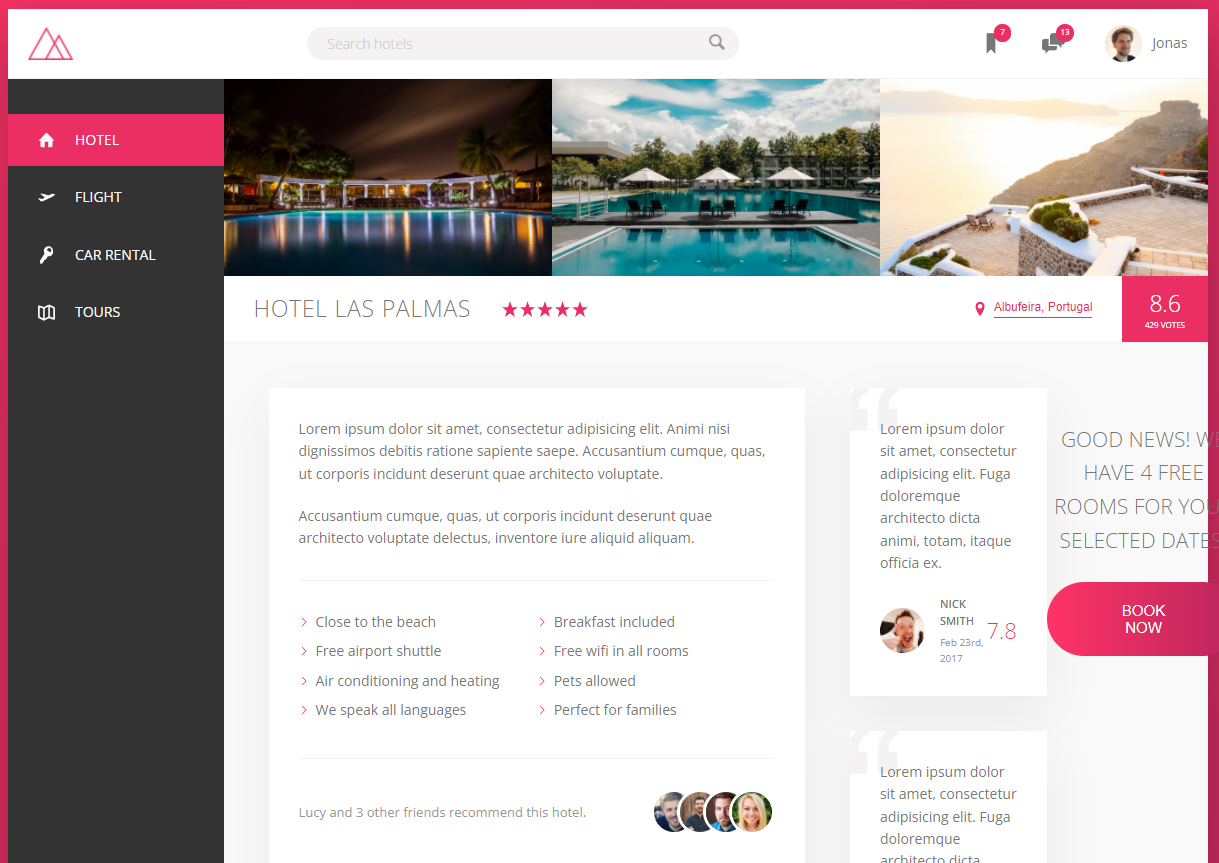 Search hotels
7
13
Jonas
HOTEL
FLIGHT
CAR RENTAL
TOURS
HOTEL LAS PALMAS
Albufeira, Portugal
8.6
429 VOTES
Lorem ipsum dolor sit amet, consectetur adipisicing elit. Animi nisi
dignissimos debitis ratione sapiente saepe. Accusantium cumque, quas,
ut corporis incidunt deserunt quae architecto voluptate.
Accusantium cumque, quas, ut corporis incidunt deserunt quae
architecto voluptate delectus, inventore iure aliquid aliquam.
Close to the beach
Breakfast included
Free airport shuttle
Free wifi in all rooms
Air conditioning and heating
Pets allowed
We speak all languages
Perfect for families
Lucy and 3 other friends recommend this hotel.
“
Lorem ipsum dolor
sit amet, consectetur
adipisicing elit. Fuga
doloremque
architecto dicta
animi, totam, itaque
officia ex.
NICK
SMITH
Feb 23rd,
2017
7.8
“
Lorem ipsum dolor
sit amet, consectetur
adipisicing elit. Fuga
doloremque
architecto dicta
GOOD NEWS! WE
HAVE 4 FREE
ROOMS FOR YOU
SELECTED DATES
BOOK
NOW